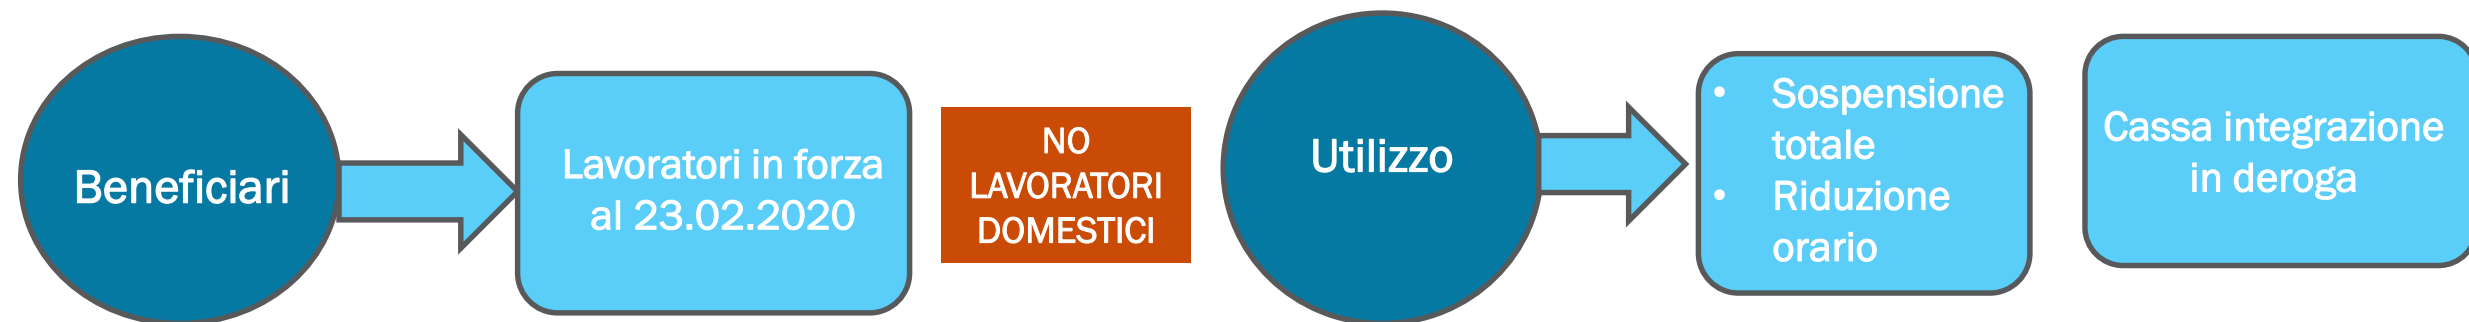 Beneficiari
Lavoratori in forza
al 23.02.2020
NO
LAVORATORI
DOMESTICI
Utilizzo
• Sospensione
totale
• Riduzione
orario
Cassa integrazione
in deroga